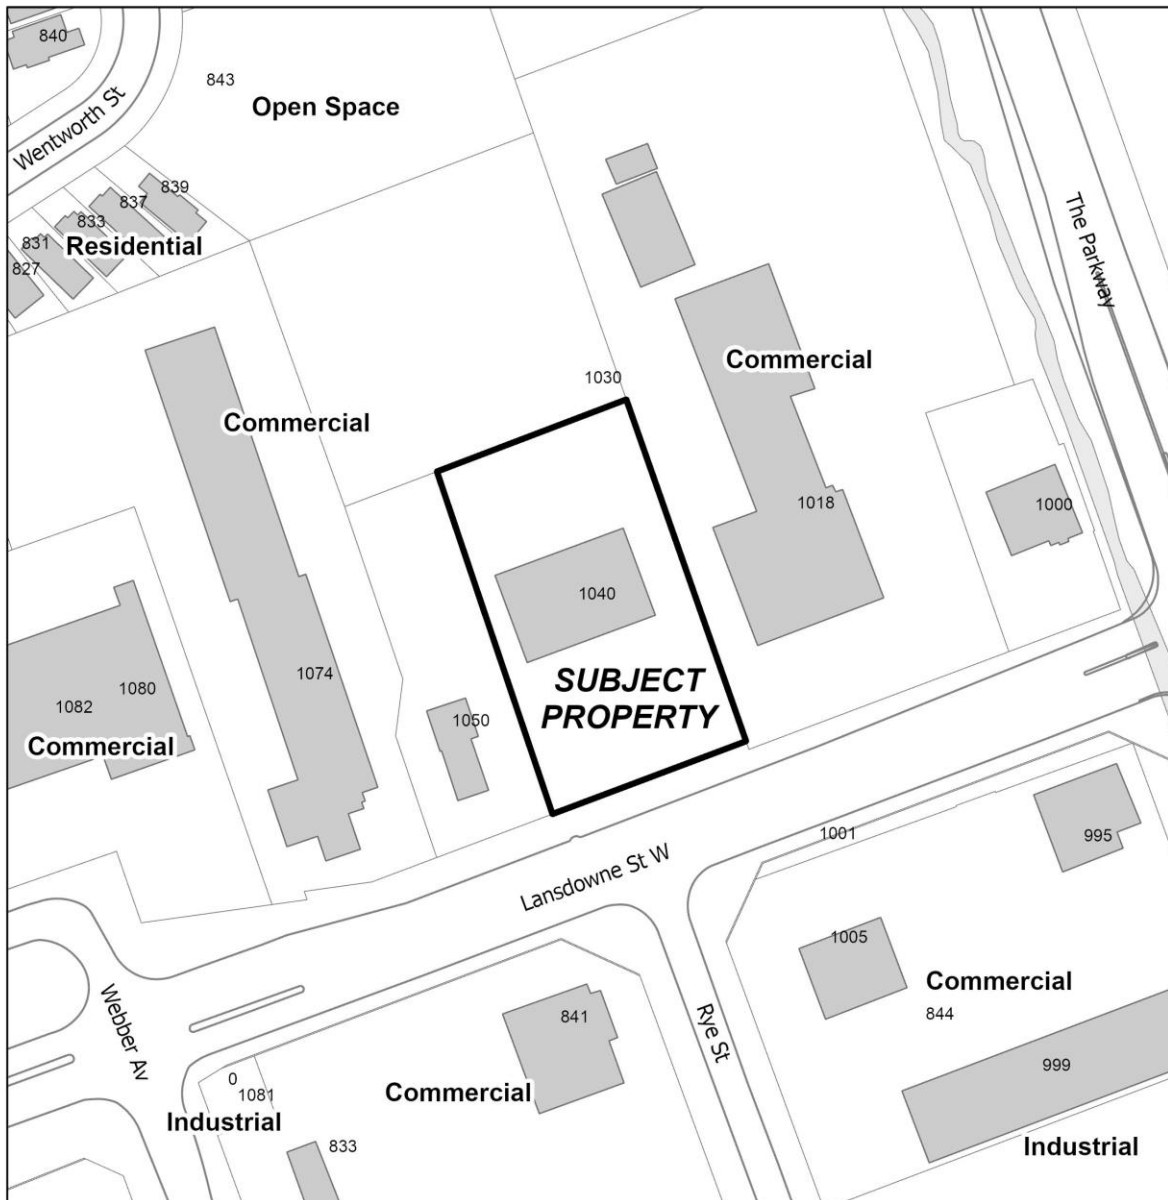 840
843
Open Space
Wentworth St
839
837
833
831
Residential
827
The Parkway
1030
Commercial
Commercial
1018
1000
1040
1074
SUBJECT
PROPERTY
1080
1082
1050
Commercial
1001
995
Lansdowne St W
1005
Commercial
844
841
Rye St
Webber Av
999
0
1081
Commercial
Industrial
833
Industrial